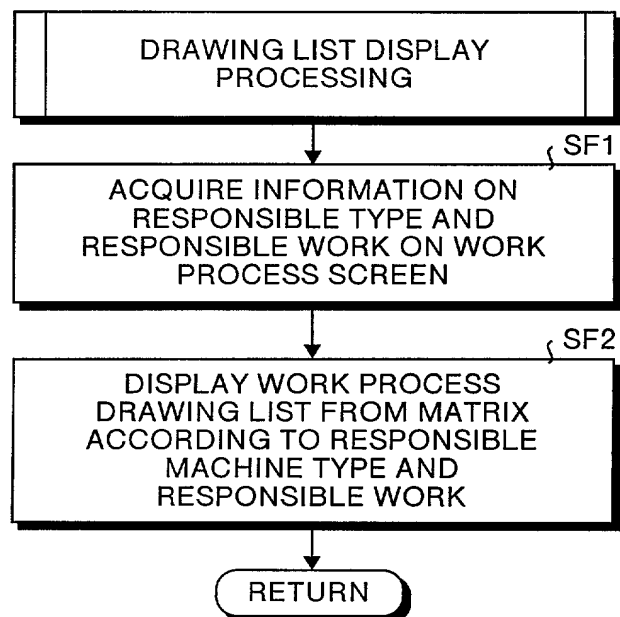 DRAWING LIST DISPLAY
PROCESSING
SF1
ACQUIRE INFORMATION ON
RESPONSIBLE TYPE AND
RESPONSIBLE WORK ON WORK
PROCESS SCREEN
SF2
DISPLAY WORK PROCESS
DRAWING LIST FROM MATRIX
ACCORDING TO RESPONSIBLE
MACHINE TYPE AND
RESPONSIBLE WORK
RETURN